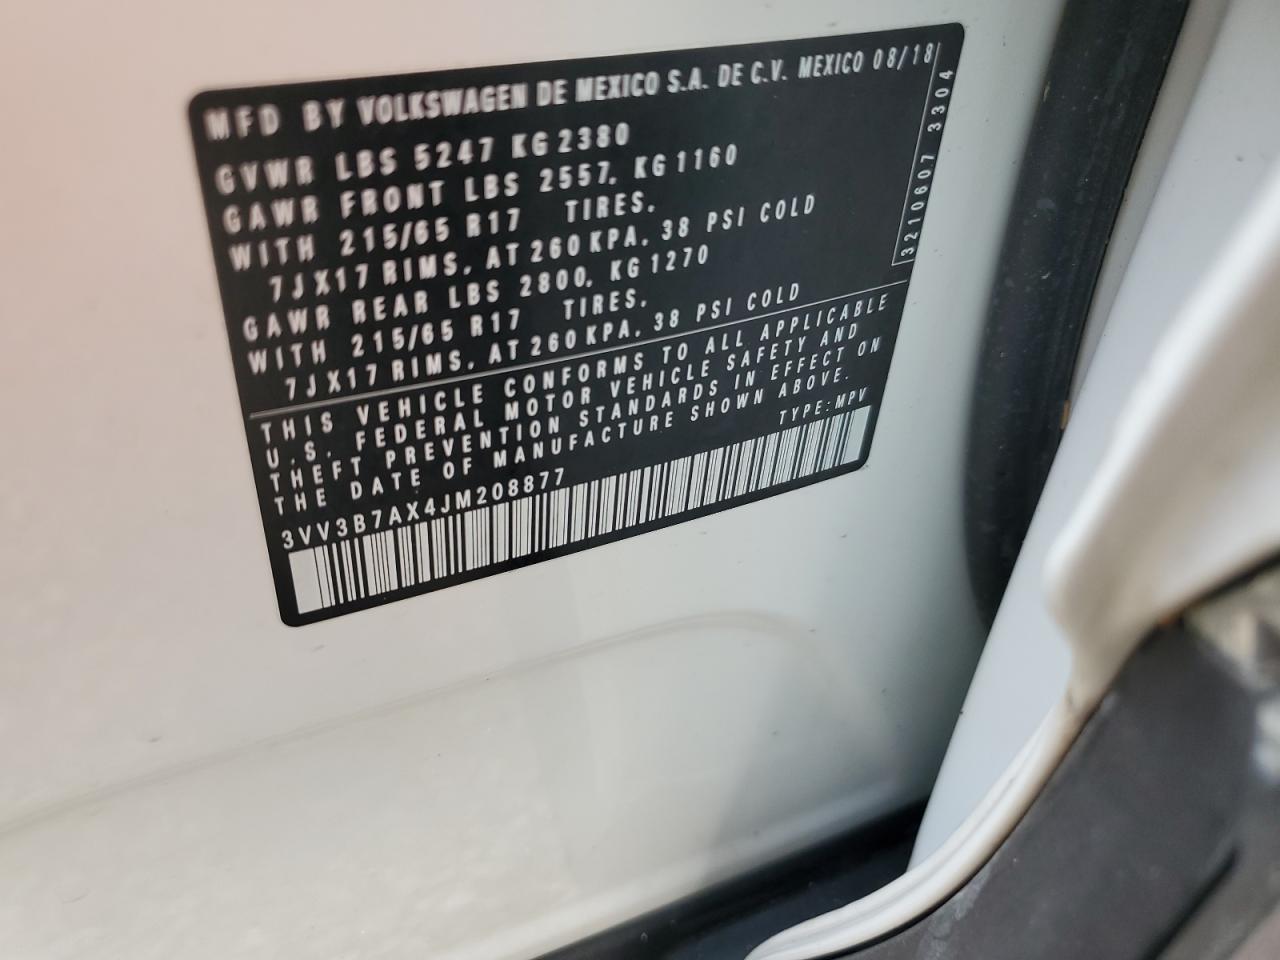 MFD BY VOLKSWAGEN DE MEXICO S.A. DE C.V. MEXICO 08/18
GVWR LBS 5247 KG 2380
GAWR FRONT LBS 2557, KG 1160
WITH 215/65 R17 TIRES,
7JX17 RIMS, AT 260 KPA, 38 PSI COLD
GAWR REAR LBS 2800, KG 1270
WITH 215/65 R17 TIRES,
7JX17 RIMS, AT 260 KPA, 38 PSI COLD
THIS VEHICLE CONFORMS TO ALL APPLICABLE
U.S. FEDERAL MOTOR VEHICLE SAFETY AND
THEFT PREVENTION STANDARDS IN EFFECT ON
THE DATE OF MANUFACTURE SHOWN ABOVE.
3VV3B7AX4JM208877 TYPE:MPV
3210607 3304